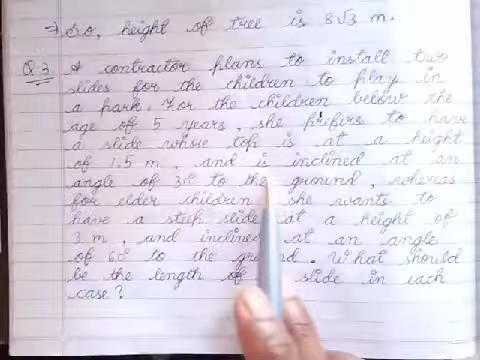 ⇒ So, height of tree is 8√3 m.
Q.3 A contractor plans to install two
slides for the children to play in
a park. For the children below the
age of 5 years, she prefers to have
a slide whose top is at a height
of 1.5 m, and is inclined at an
angle of 30° to the ground, whereas
for elder children she wants to
have a steep slide at a height of
3 m, and inclined at an angle
of 60° to the ground. What should
be the length of slide in each
case?